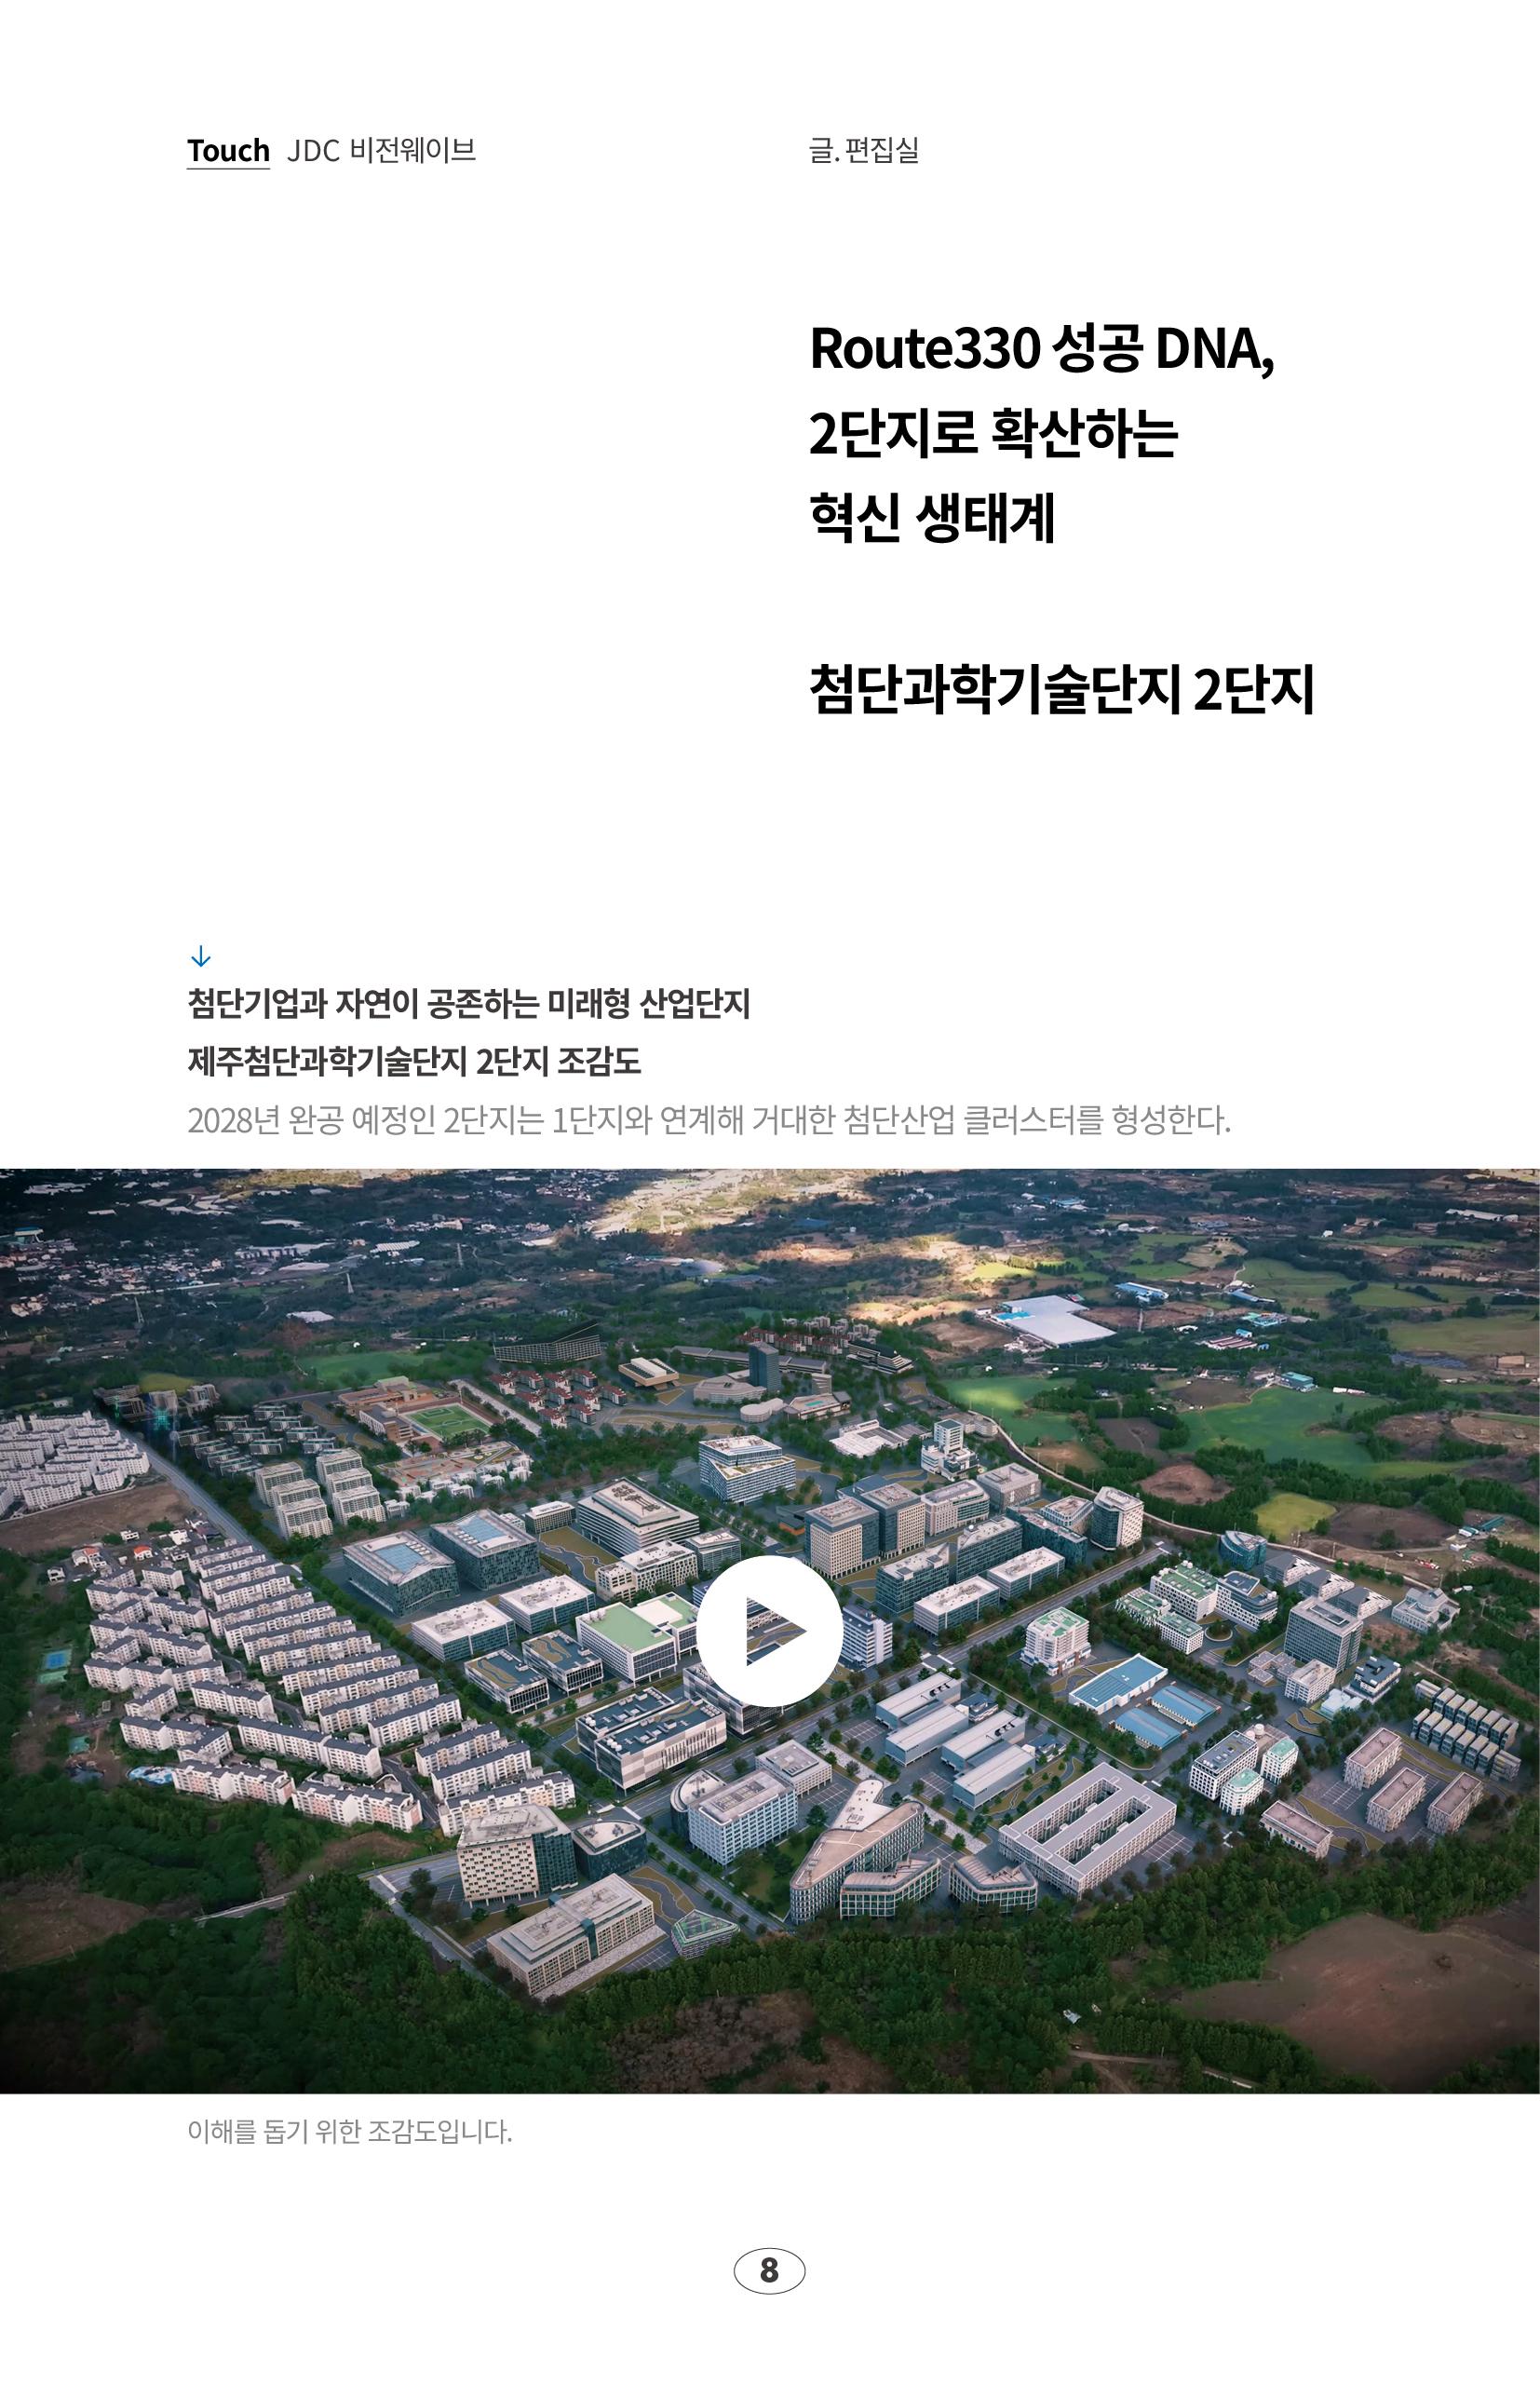 Touch JDC 비전웨이브
글. 편집실
Route330 성공 DNA,
2단지로 확산하는
혁신 생태계
첨단과학기술단지 2단지
↓
첨단기업과 자연이 공존하는 미래형 산업단지
제주첨단과학기술단지 2단지 조감도
2028년 완공 예정인 2단지는 1단지와 연계해 거대한 첨단산업 클러스터를 형성한다.
이해를 돕기 위한 조감도입니다.
8